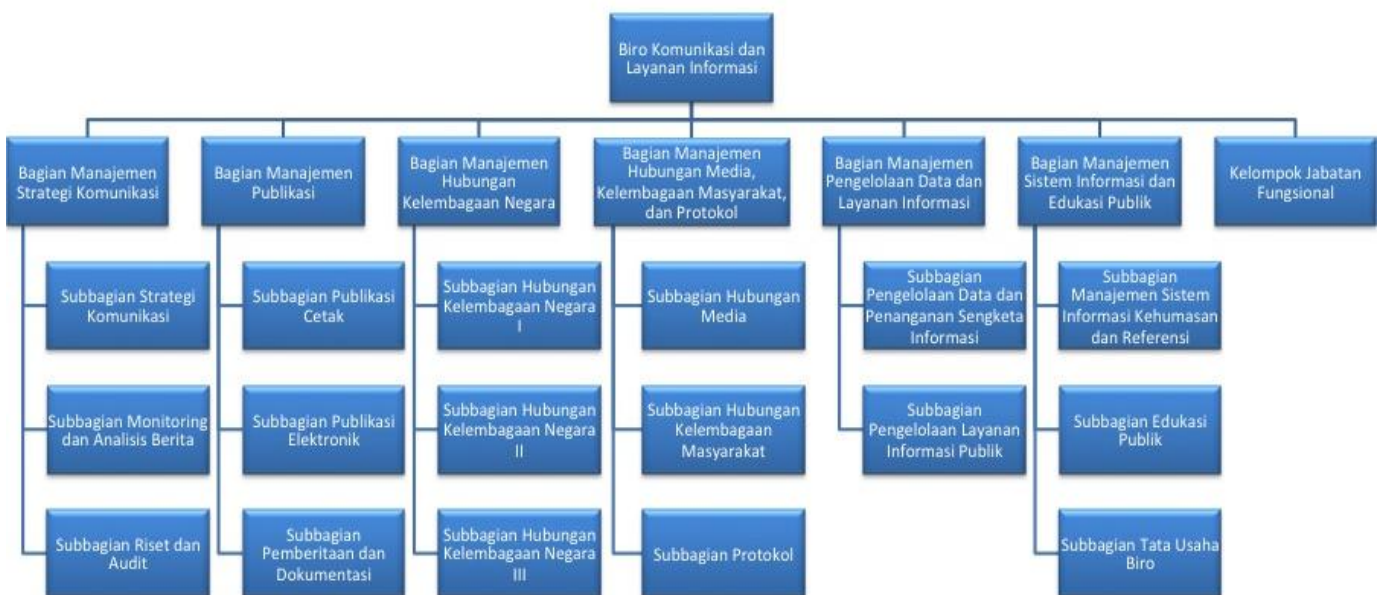 Biro Komunikasi dan
Layanan Informasi
Bagian Manajemen
Strategi Komunikasi
Bagian Manajemen
Publikasi
Bagian Manajemen
Hubungan
Kelembagaan Negara
Bagian Manajemen
Hubungan Media,
Kelembagaan Masyarakat,
dan Protokol
Bagian Manajemen
Pengelolaan Data dan
Layanan Informasi
Bagian Manajemen
Sistem Informasi dan
Edukasi Publik
Kelompok Jabatan
Fungsional
Subbagian Strategi
Komunikasi
Subbagian Monitoring
dan Analisis Berita
Subbagian Riset dan
Audit
Subbagian Publikasi
Cetak
Subbagian Publikasi
Elektronik
Subbagian
Pemberitaan dan
Dokumentasi
Subbagian Hubungan
Kelembagaan Negara
I
Subbagian Hubungan
Kelembagaan Negara
II
Subbagian Hubungan
Kelembagaan Negara
III
Subbagian Hubungan
Media
Subbagian Hubungan
Kelembagaan
Masyarakat
Subbagian Protokol
Subbagian
Pengelolaan Data dan
Penanganan Sengketa
Informasi
Subbagian
Pengelolaan Layanan
Informasi Publik
Subbagian
Manajemen Sistem
Informasi Kehumasan
dan Referensi
Subbagian Edukasi
Publik
Subbagian Tata Usaha
Biro